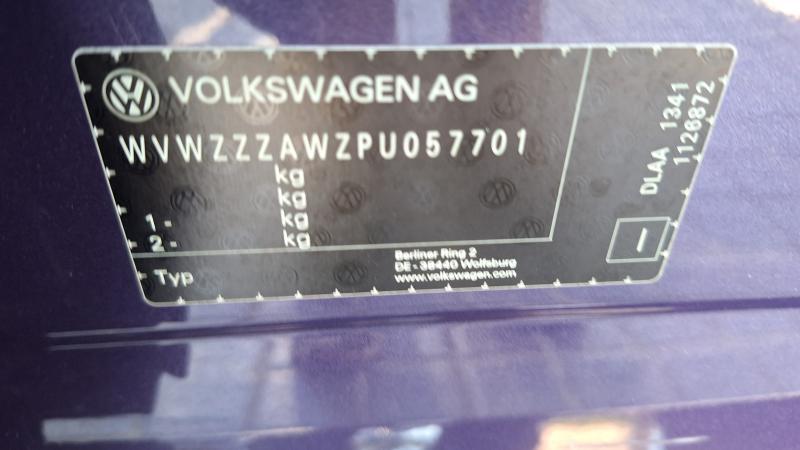 VOLKSWAGEN AG
WVWZZZAWZPU057701
kg
kg
1 - kg
2 - kg
Typ
Berliner Ring 2
DE - 38440 Wolfsburg
www.volkswagen.com
DLAA 1341
1126872